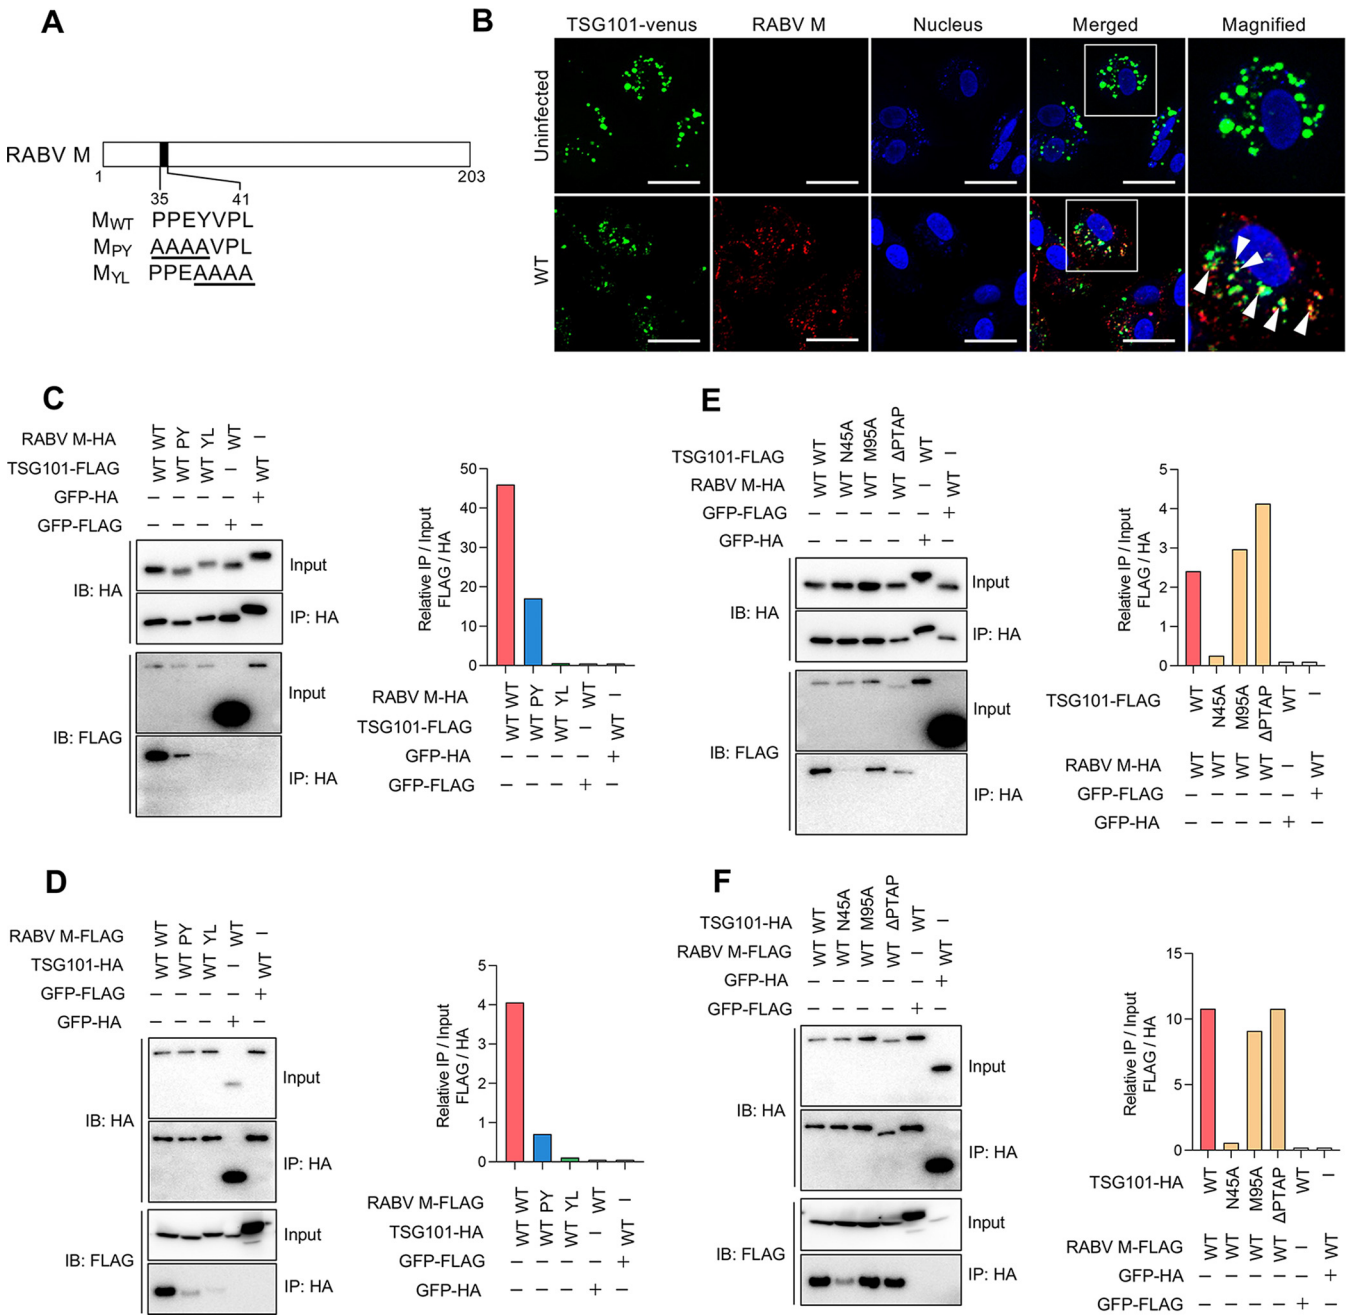 A
RABV M
1
203
35
41
MWT PPEYVPL
MPY AAAAVPL
MYL PPEAAAA
B
TSG101-venus
RABV M
Nucleus
Merged
Magnified
Uninfected
WT
C
RABV M-HA WT PY YL WT –
TSG101-FLAG WT WT WT – WT
GFP-HA – – – – +
GFP-FLAG – – – + –
IB: HA
Input
IP: HA
IB: FLAG
Input
IP: HA
Relative IP / Input
FLAG / HA
50
40
30
20
10
0
RABV M-HA WT PY YL WT –
TSG101-FLAG WT WT WT – WT
GFP-HA – – – – +
GFP-FLAG – – – + –
E
TSG101-FLAG WT N45A M95A ΔPTAP WT –
RABV M-HA WT WT WT WT – WT
GFP-FLAG – – – – – +
GFP-HA – – – – + –
IB: HA
Input
IP: HA
IB: FLAG
Input
IP: HA
Relative IP / Input
FLAG / HA
5
4
3
2
1
0
TSG101-FLAG WT N45A M95A ΔPTAP WT –
RABV M-HA WT WT WT WT – WT
GFP-FLAG – – – – – +
GFP-HA – – – – + –
D
RABV M-FLAG WT PY YL WT –
TSG101-HA WT WT WT – WT
GFP-FLAG – – – – +
GFP-HA – – – + –
IB: HA
Input
IP: HA
IB: FLAG
Input
IP: HA
Relative IP / Input
FLAG / HA
5
4
3
2
1
0
RABV M-FLAG WT PY YL WT –
TSG101-HA WT WT WT – WT
GFP-FLAG – – – – +
GFP-HA – – – + –
F
TSG101-HA WT N45A M95A ΔPTAP WT –
RABV M-FLAG WT WT WT WT – WT
GFP-HA – – – – – +
GFP-FLAG – – – – + –
IB: HA
Input
IP: HA
IB: FLAG
Input
IP: HA
Relative IP / Input
FLAG / HA
15
10
5
0
TSG101-HA WT N45A M95A ΔPTAP WT –
RABV M-FLAG WT WT WT WT – WT
GFP-HA – – – – – +
GFP-FLAG – – – – + –